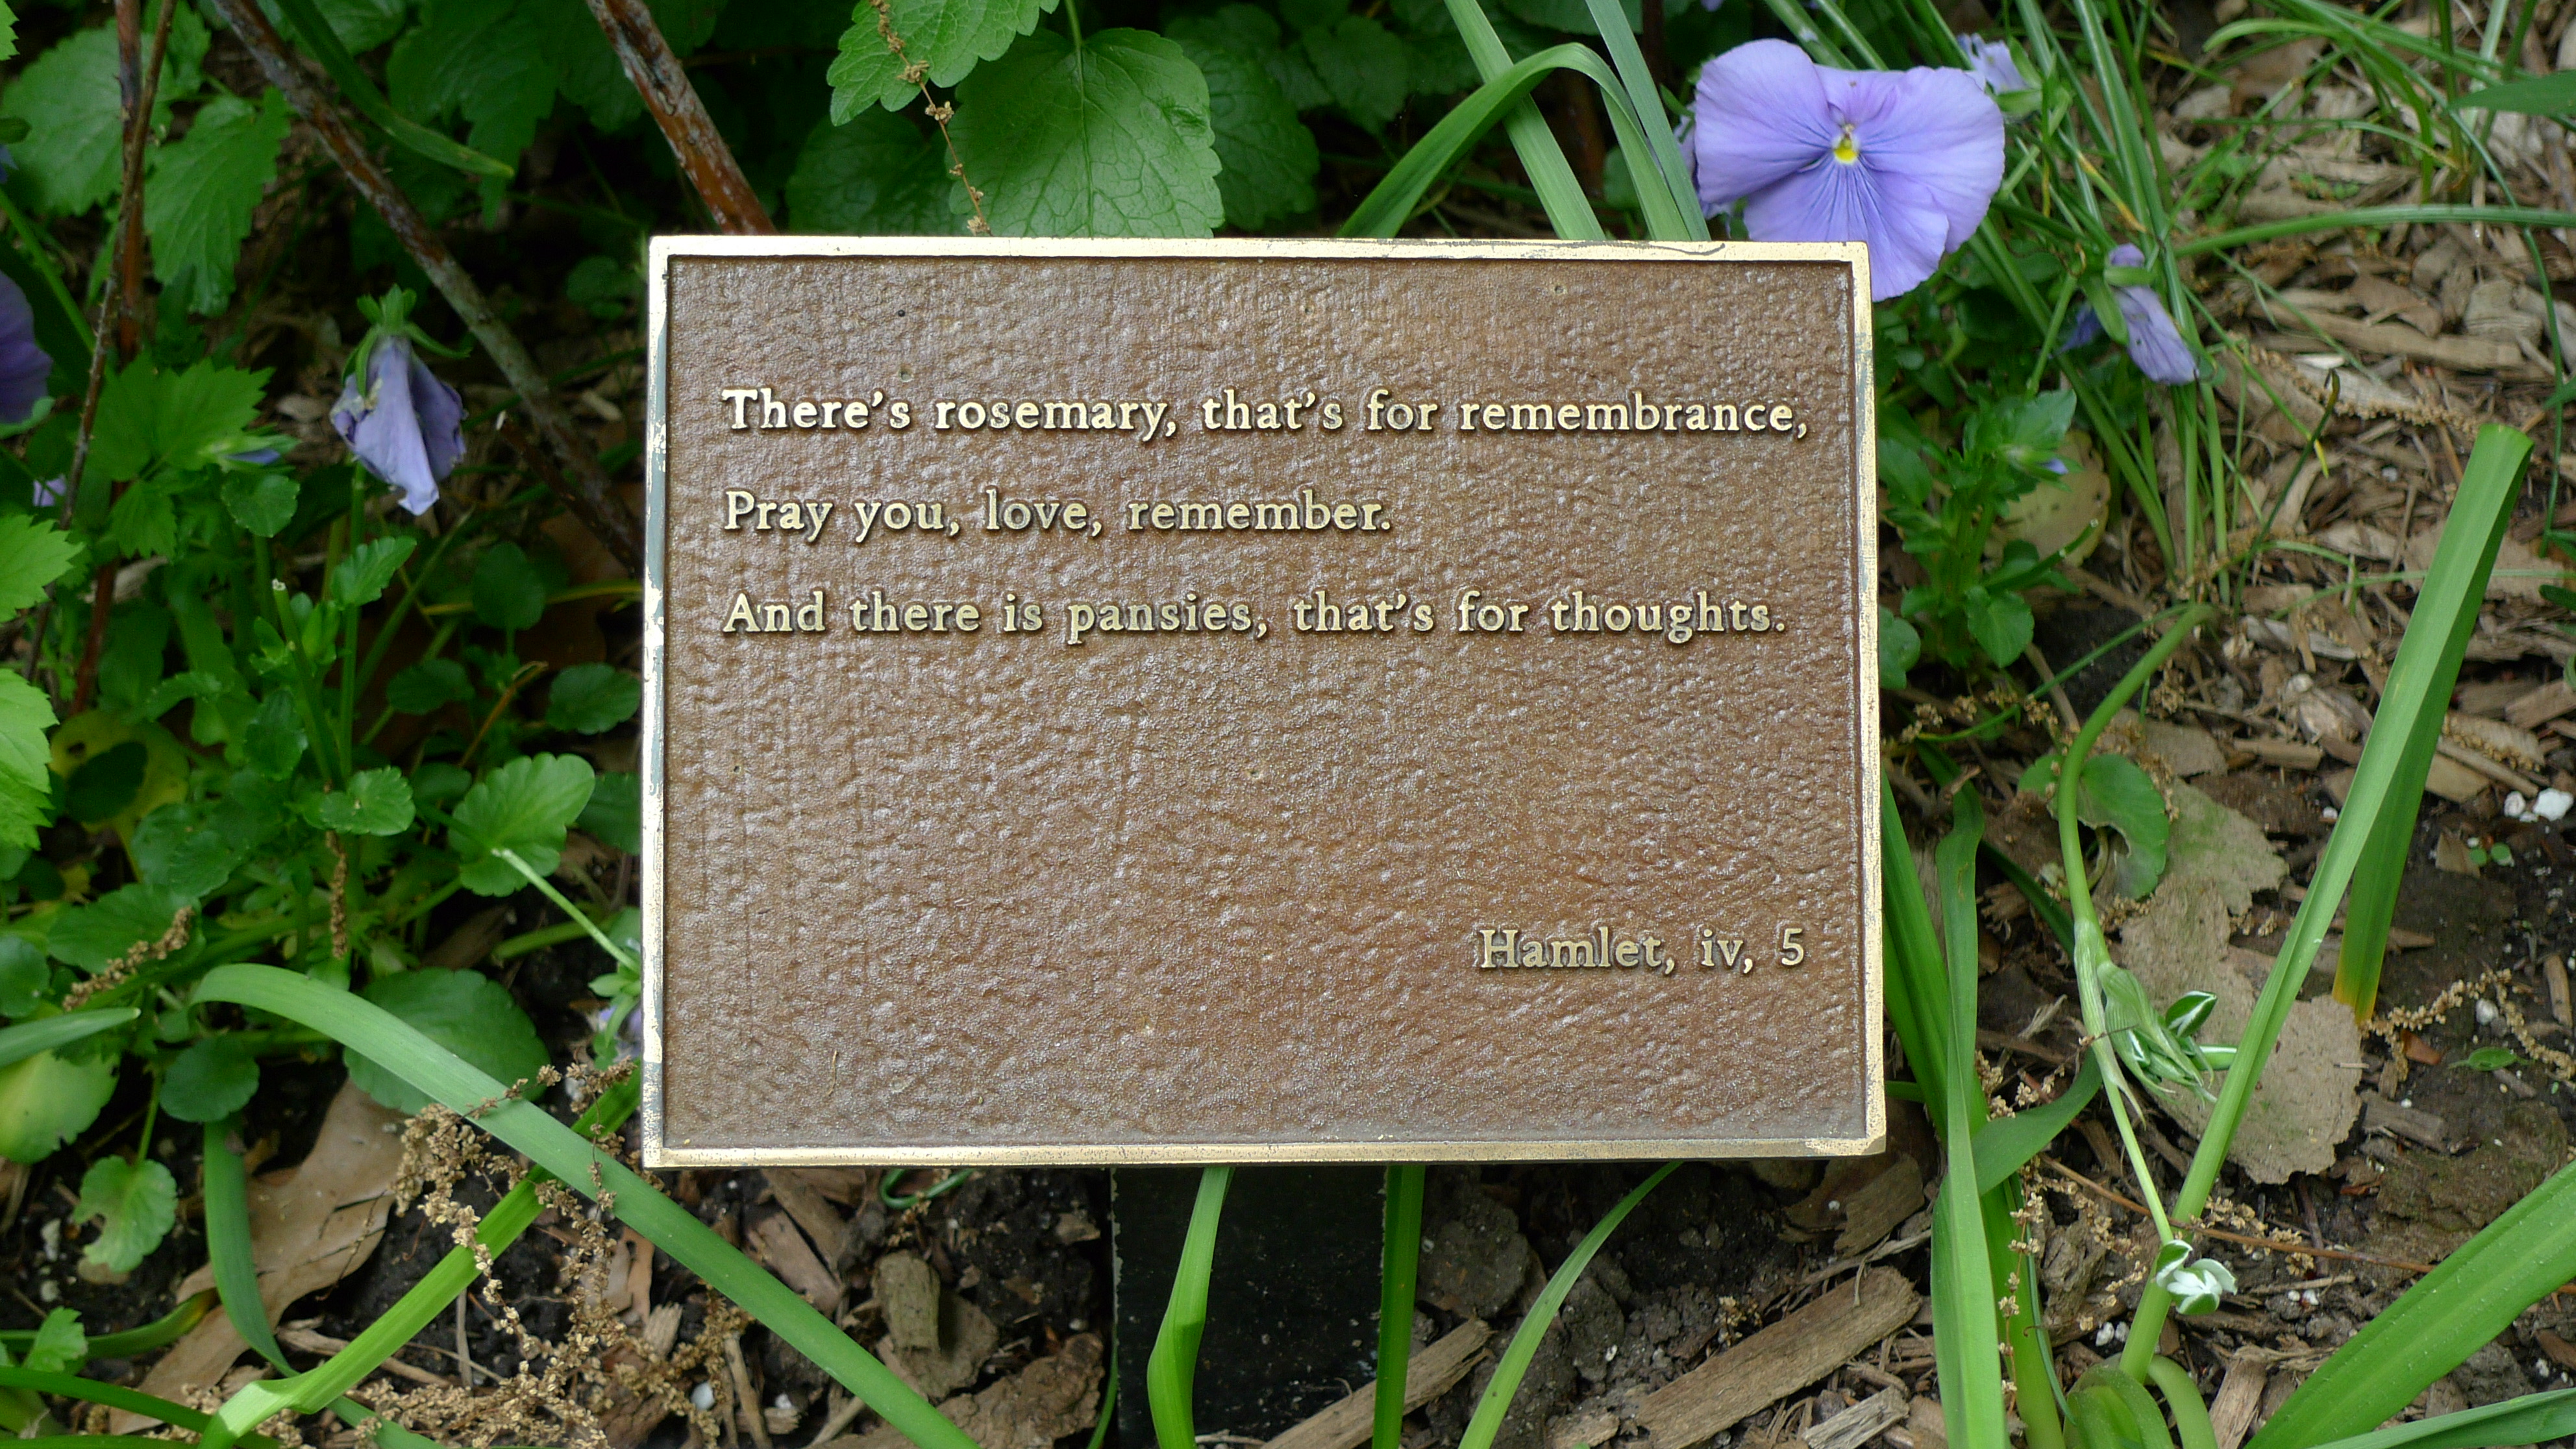 There's rosemary, that's for remembrance,
Pray you, love, remember.
And there is pansies, that's for thoughts.
Hamlet, iv, 5